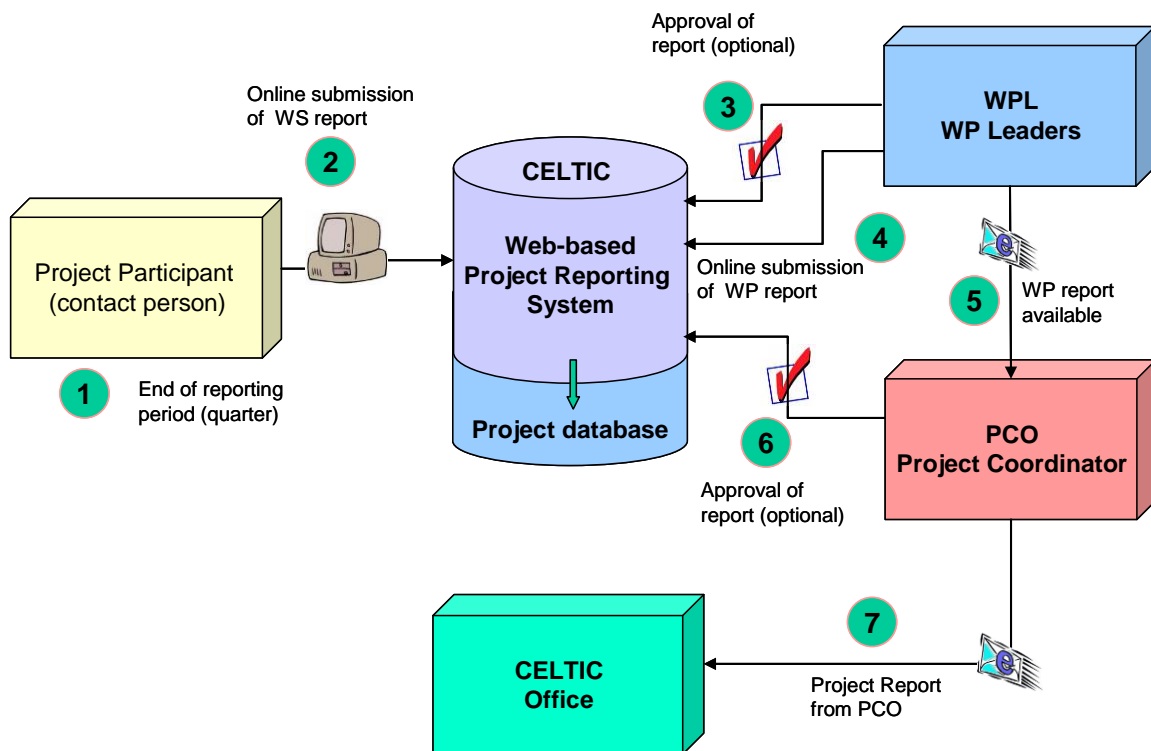 Approval of
report (optional)
3
WPL
WP Leaders
Online submission
of WS report
2
CELTIC
Web-based
Project Reporting
System
Project database
Project Participant
(contact person)
1
End of reporting
period (quarter)
4
Online submission
of WP report
e
5
WP report
available
6
Approval of
report (optional)
PCO
Project Coordinator
7
e
Project Report
from PCO
CELTIC
Office